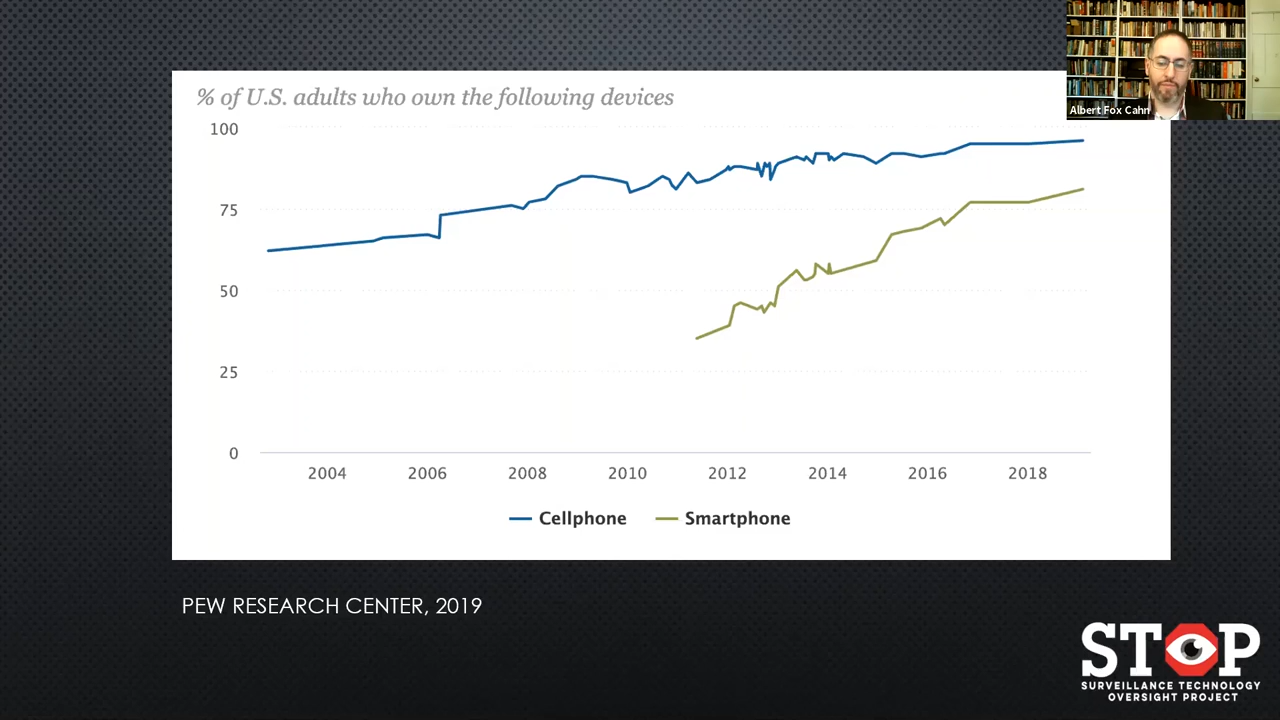 % of U.S. adults who own the following devices
100
75
50
25
0
2004 2006 2008 2010 2012 2014 2016 2018
Cellphone Smartphone
Albert Fox Cahn
PEW RESEARCH CENTER, 2019
STOP
SURVEILLANCE TECHNOLOGY
OVERSIGHT PROJECT